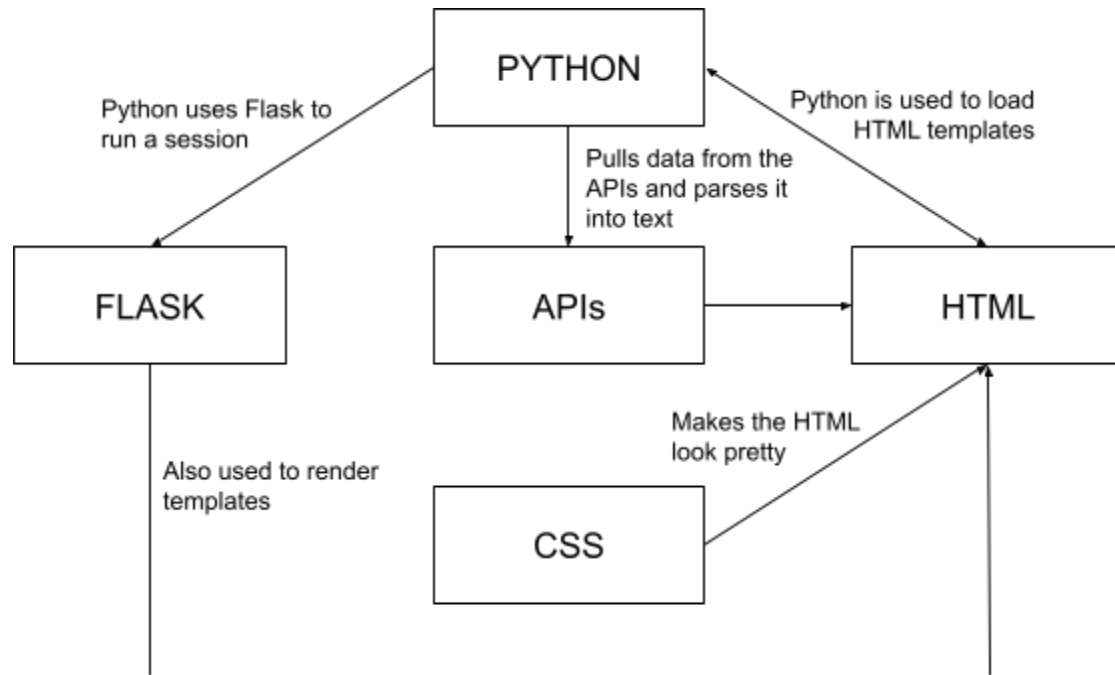 PYTHON
Python uses Flask to
run a session
Python is used to load
HTML templates
Pulls data from the
APIs and parses it
into text
FLASK
APIs
HTML
Makes the HTML
look pretty
Also used to render
templates
CSS